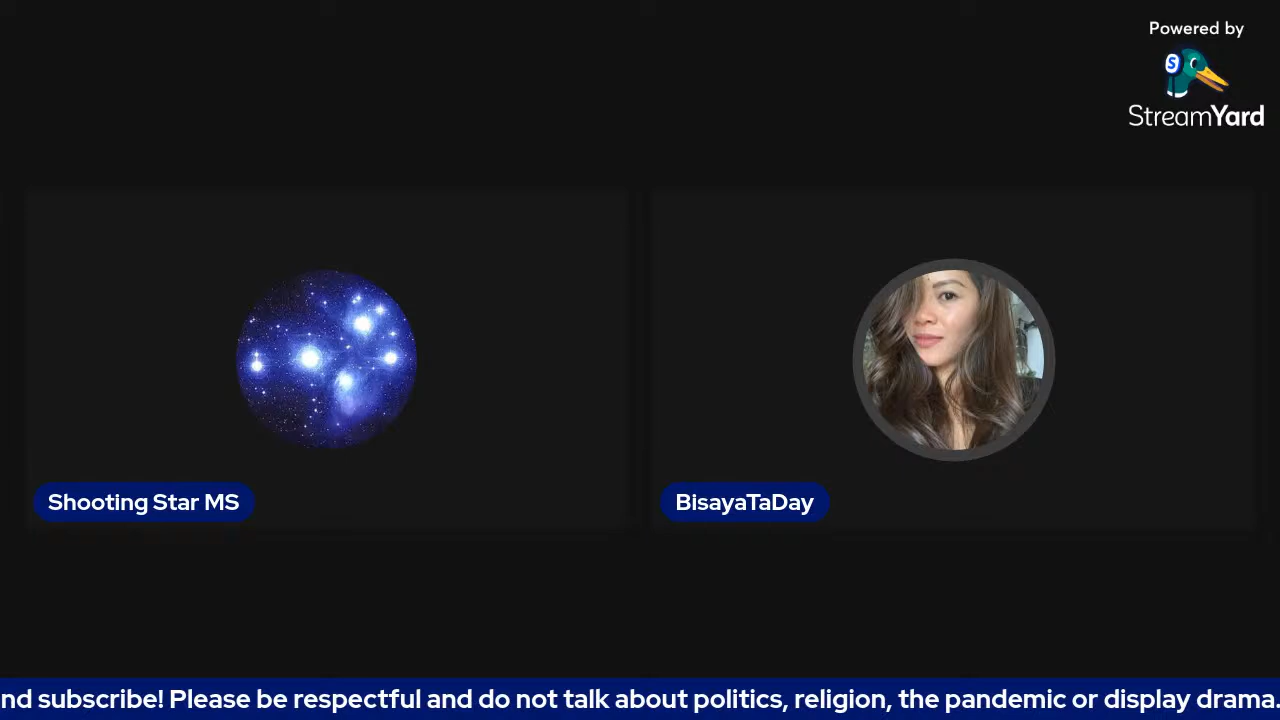 Powered by
S
StreamYard
Shooting Star MS
BisayaTaDay
nd subscribe! Please be respectful and do not talk about politics, religion, the pandemic or display drama.